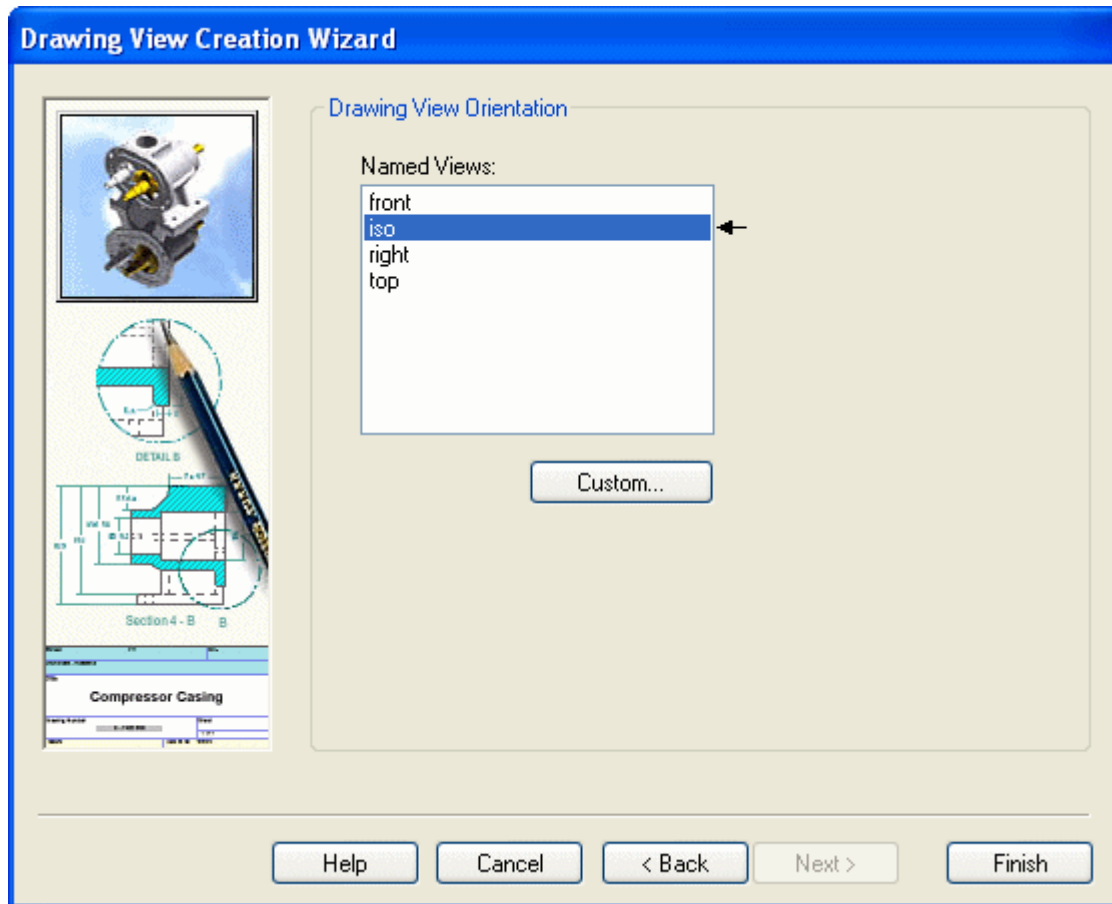 Drawing View Creation Wizard
Drawing View Orientation
Named Views:
front
iso
right
top
Custom...
DETAIL B
Section 4 - B B
Compressor Casing
Help
Cancel
< Back
Next >
Finish